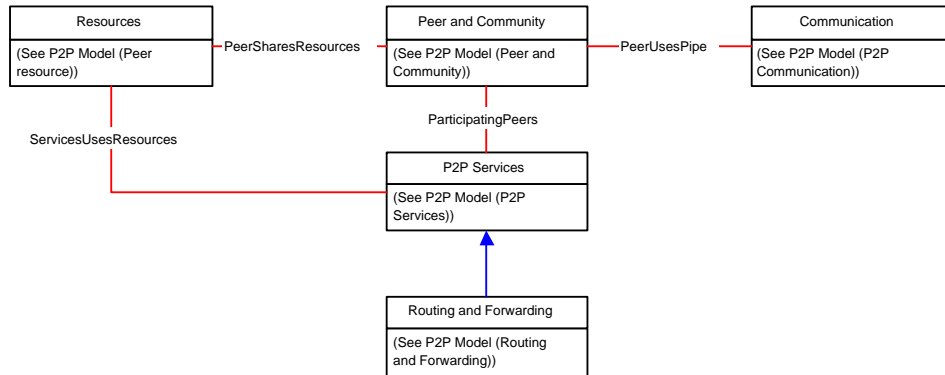 Resources
Peer and Community
Communication
(See P2P Model (Peer
resource))
PeerSharesResources
(See P2P Model (Peer and
Community))
PeerUsesPipe
(See P2P Model (P2P
Communication))
ParticipatingPeers
ServicesUsesResources
P2P Services
(See P2P Model (P2P
Services))
Routing and Forwarding
(See P2P Model (Routing
and Forwarding))